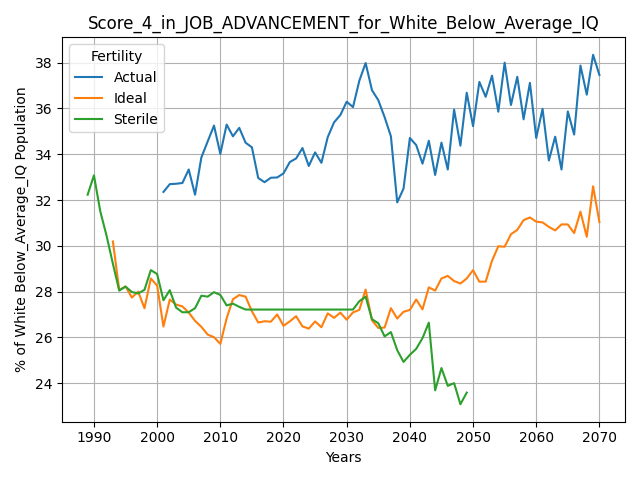 Score_4_in_JOB_ADVANCEMENT_for_White_Below_Average_IQ
Fertility
Actual
Ideal
Sterile
% of White Below_Average_IQ Population
38
36
34
32
30
28
26
24
1990
2000
2010
2020
2030
2040
2050
2060
2070
Years